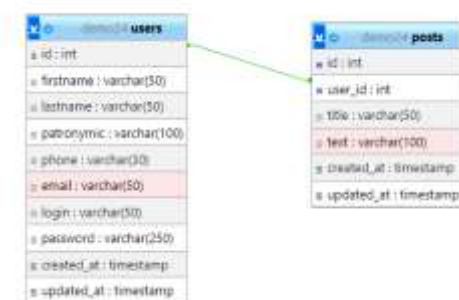 demo24 users
id : int
firstname : varchar(50)
lastname : varchar(50)
patronymic : varchar(100)
phone : varchar(30)
email : varchar(50)
login : varchar(50)
password : varchar(250)
created_at : timestamp
updated_at : timestamp
demo24 posts
id : int
user_id : int
title : varchar(50)
text : varchar(100)
created_at : timestamp
updated_at : timestamp